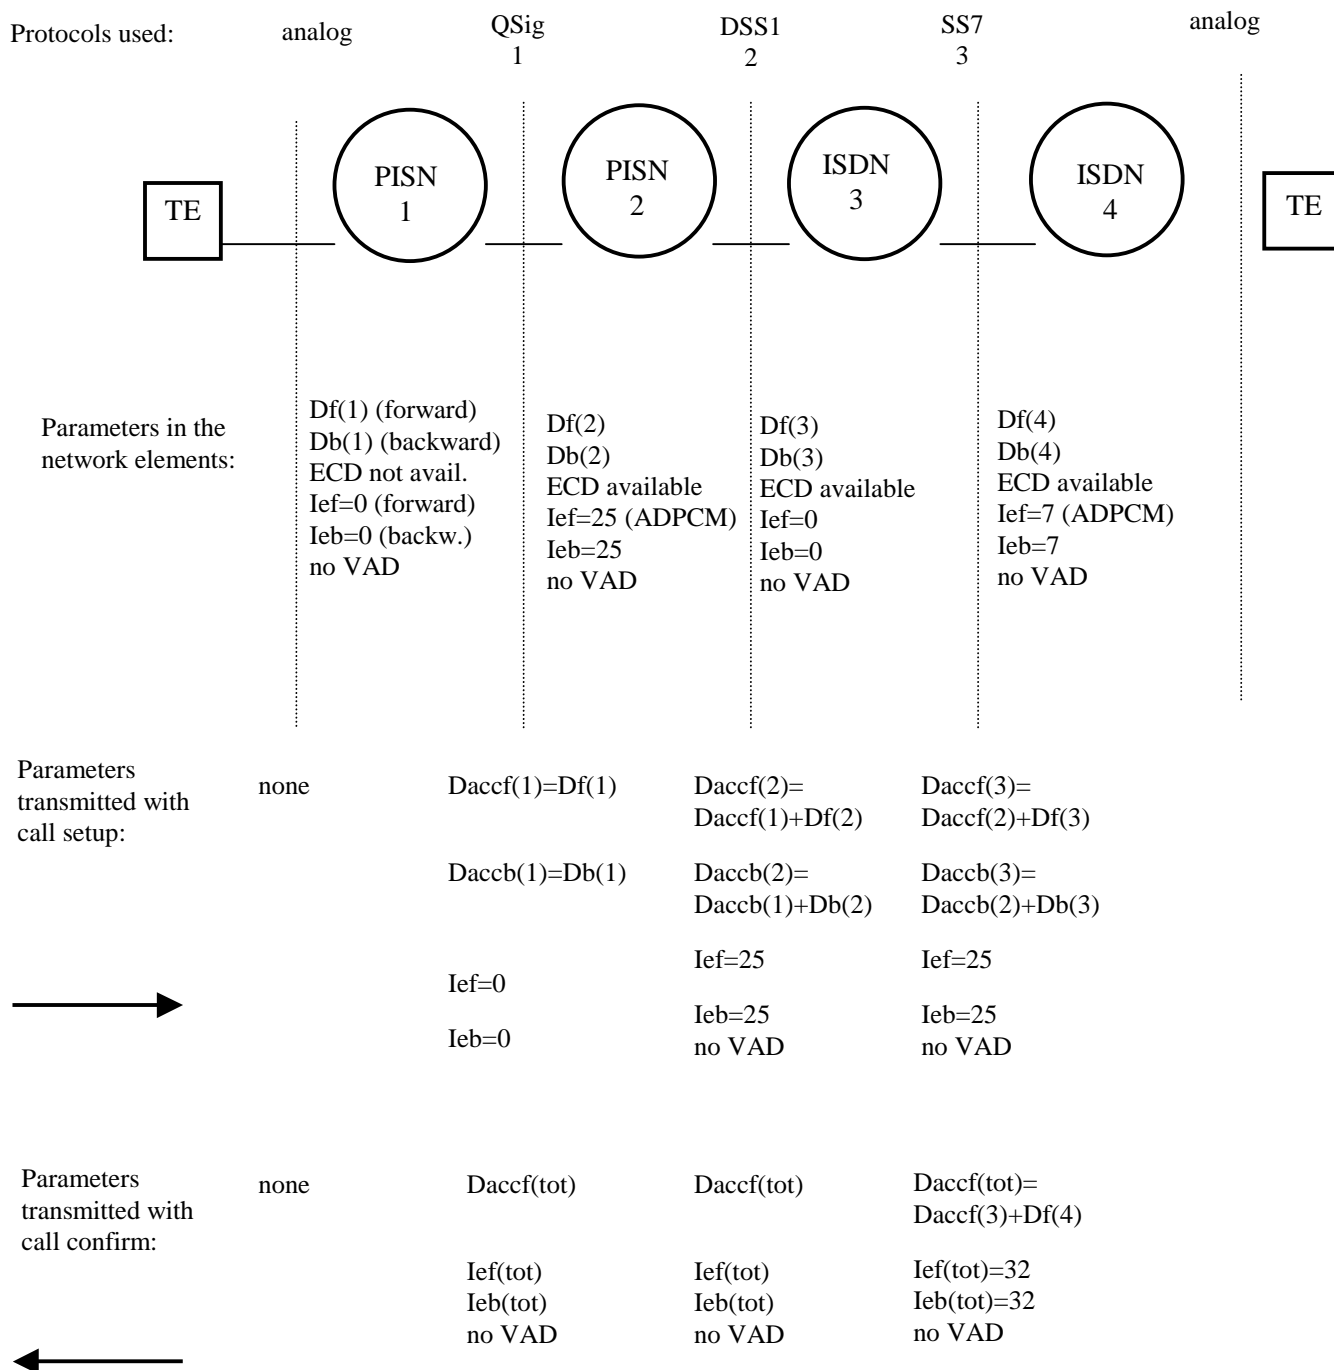 Protocols used:
analog
QSig
1
DSS1
2
SS7
3
analog
TE
PISN
1
PISN
2
ISDN
3
ISDN
4
TE
Parameters in the
network elements:
Df(1) (forward)
Db(1) (backward)
ECD not avail.
Ief=0 (forward)
Ieb=0 (backw.)
no VAD
Df(2)
Db(2)
ECD available
Ief=25 (ADPCM)
Ieb=25
no VAD
Df(3)
Db(3)
ECD available
Ief=0
Ieb=0
no VAD
Df(4)
Db(4)
ECD available
Ief=7 (ADPCM)
Ieb=7
no VAD
Parameters
transmitted with
call setup:
none
Daccf(1)=Df(1)
Daccb(1)=Db(1)
Ief=0
Ieb=0
Daccf(2)=
Daccf(1)+Df(2)
Daccb(2)=
Daccb(1)+Db(2)
Ief=25
Ieb=25
no VAD
Daccf(3)=
Daccf(2)+Df(3)
Daccb(3)=
Daccb(2)+Db(3)
Ief=25
Ieb=25
no VAD
Parameters
transmitted with
call confirm:
none
Daccf(tot)
Ief(tot)
Ieb(tot)
no VAD
Daccf(tot)
Ief(tot)
Ieb(tot)
no VAD
Daccf(tot)=
Daccf(3)+Df(4)
Ief(tot)=32
Ieb(tot)=32
no VAD